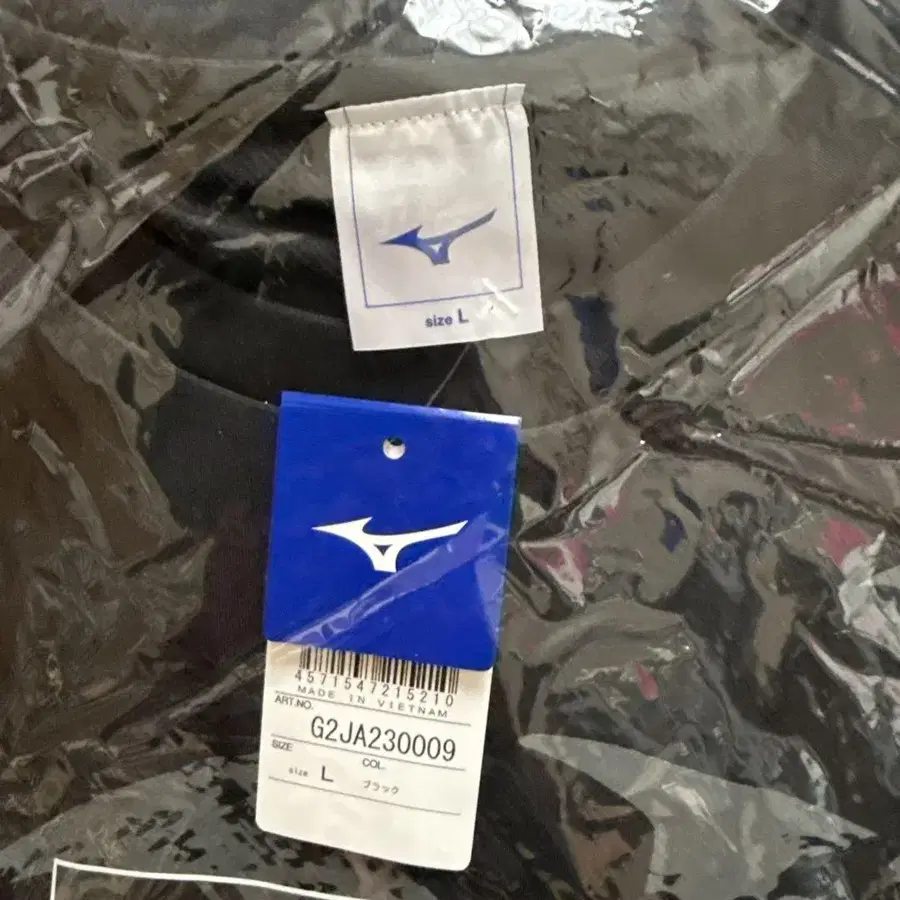 size L
4571547215210
MADE IN VIETNAM
ART.NO.
G2JA230009
SIZE
COL.
size L
ブラック